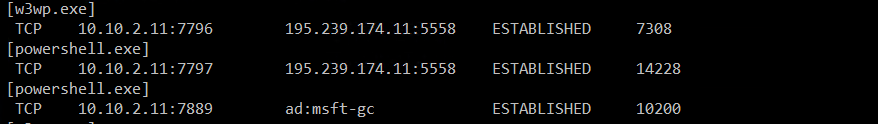 [w3wp.exe]
TCP 10.10.2.11:7796 195.239.174.11:5558 ESTABLISHED 7308
[powershell.exe]
TCP 10.10.2.11:7797 195.239.174.11:5558 ESTABLISHED 14228
[powershell.exe]
TCP 10.10.2.11:7889 ad:msft-gc ESTABLISHED 10200